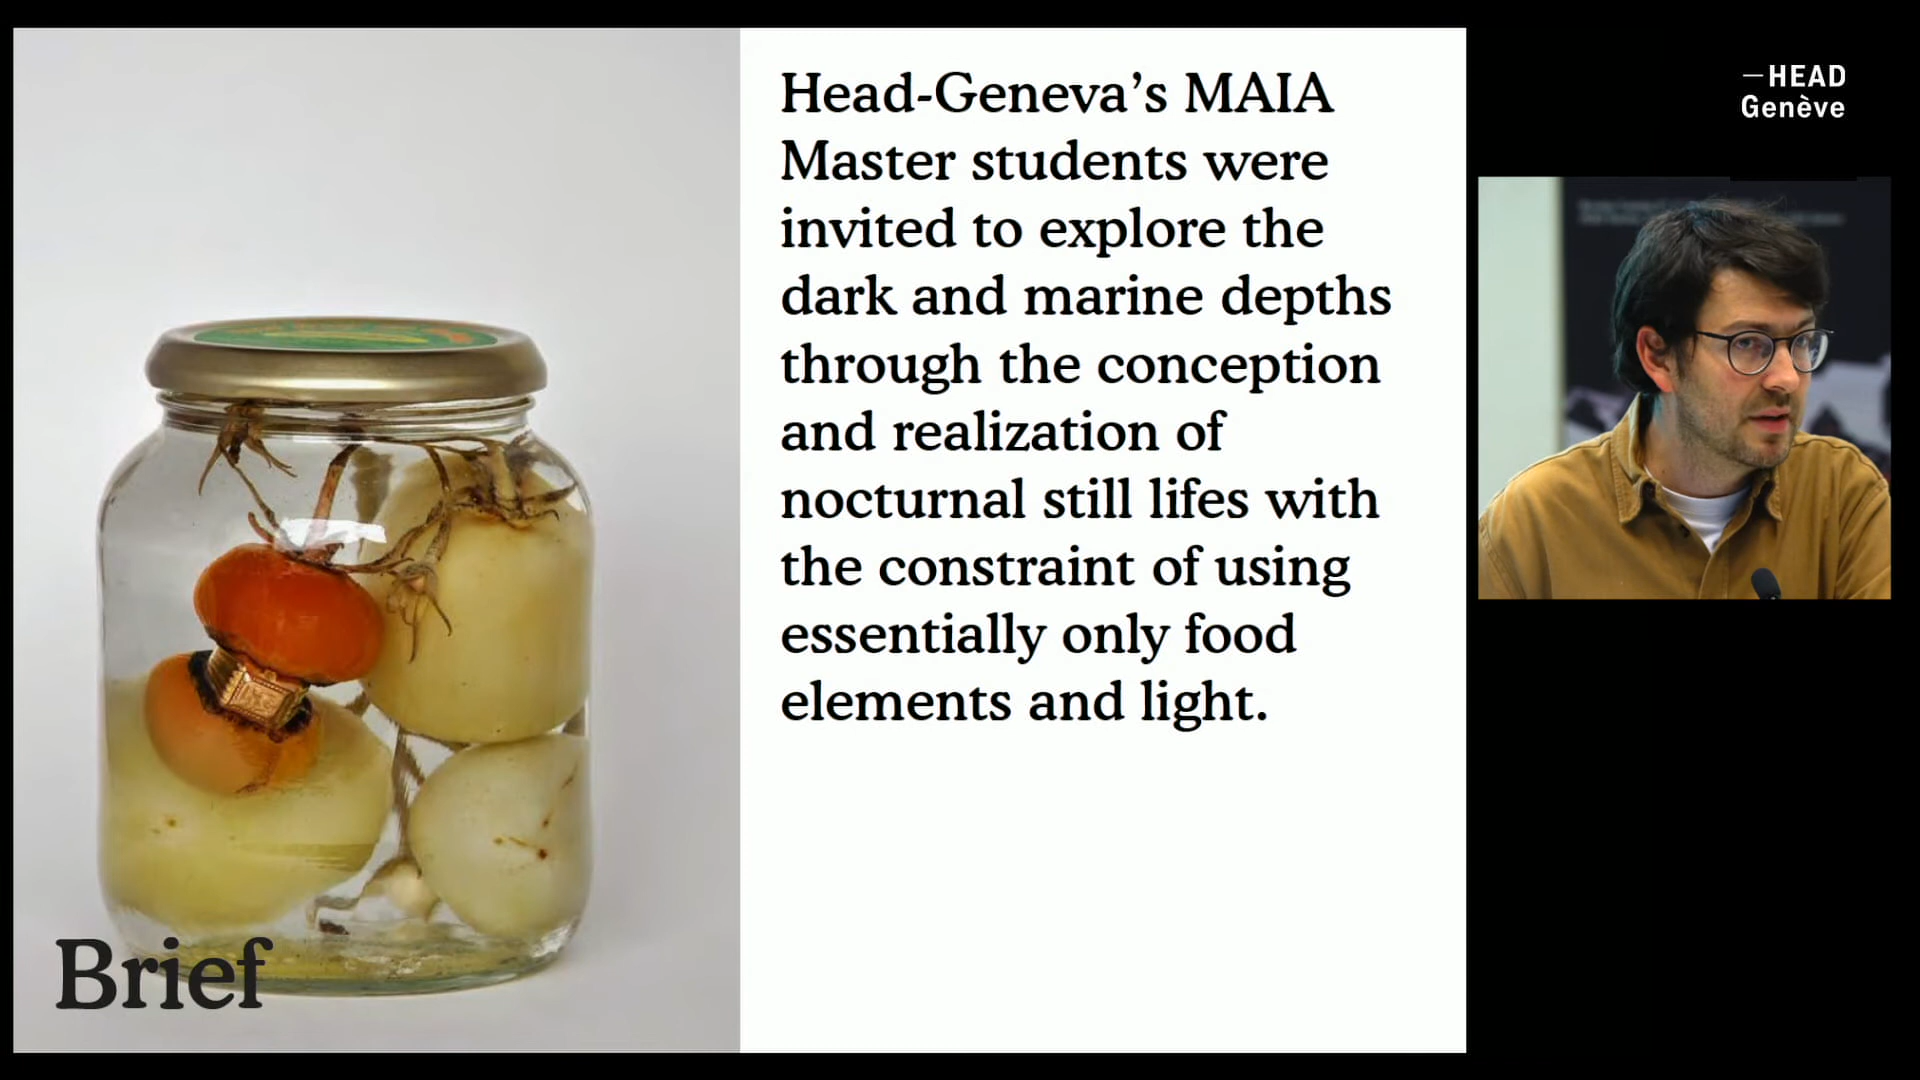 Head-Geneva’s MAIA
Master students were
invited to explore the
dark and marine depths
through the conception
and realization of
nocturnal still lifes with
the constraint of using
essentially only food
elements and light.
Brief
—HEAD
Genève